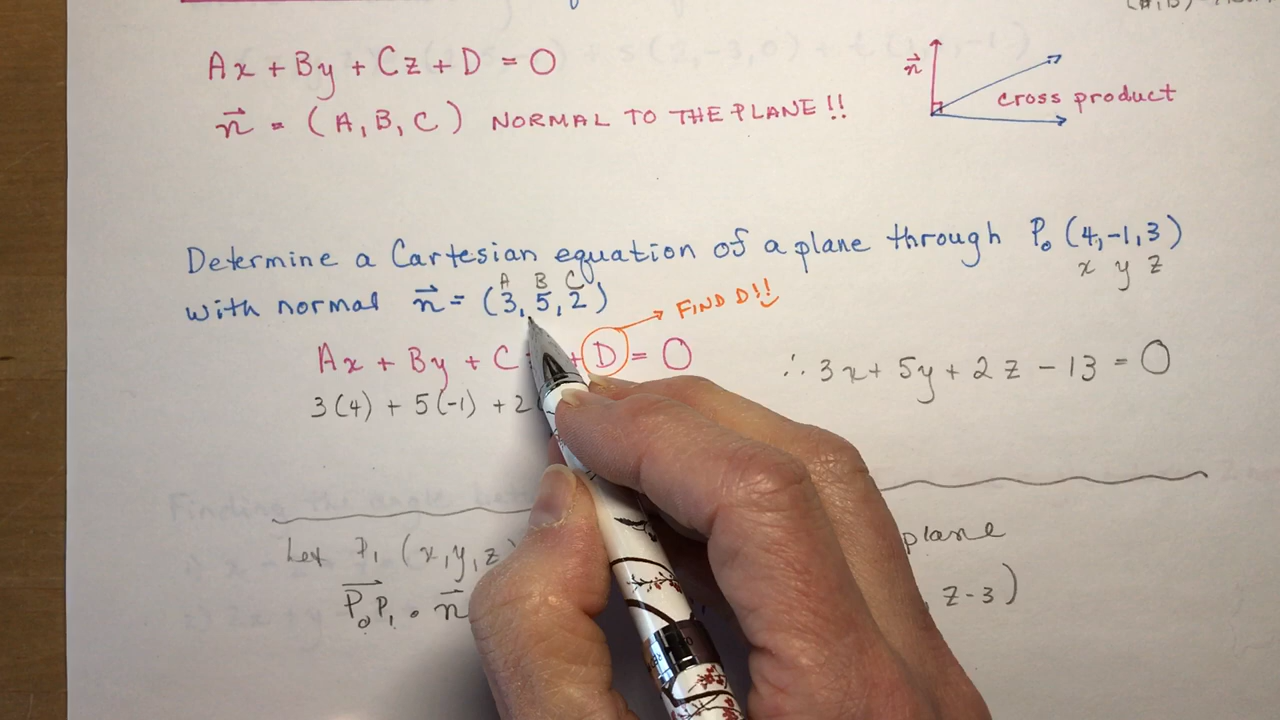 Ax + By + Cz + D = 0
n⃗ = (A, B, C) NORMAL TO THE PLANE!!
n⃗
cross product
Determine a Cartesian equation of a plane through P₀ (4,-1,3)
x y z
A B C
with normal n⃗ = (3, 5, 2)
FIND D!!
Ax + By + C + D = 0
3(4) + 5(-1) + 2
∴ 3x + 5y + 2z - 13 = 0
Let P₁ (x, y, z
plane
P₀P₁ • n⃗
, z-3)